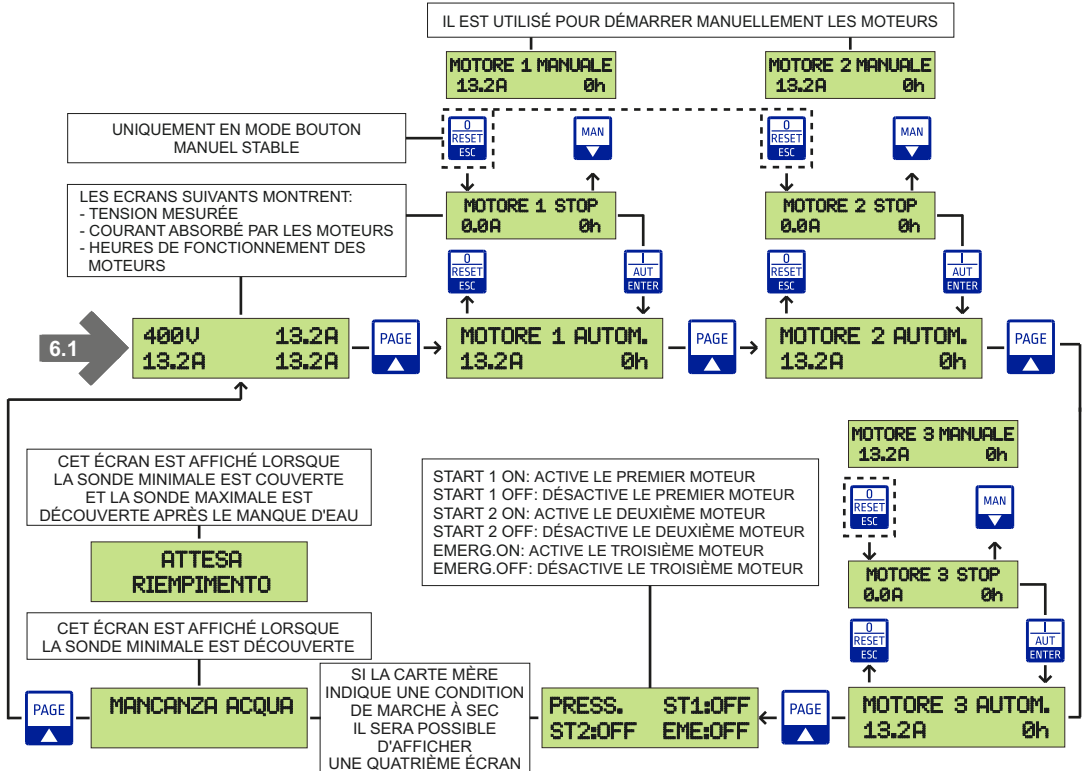 IL EST UTILISÉ POUR DÉMARRER MANUELLEMENT LES MOTEURS
MOTORE 1 MANUALE
13.2A 0h
MOTORE 2 MANUALE
13.2A 0h
UNIQUEMENT EN MODE BOUTON
MANUEL STABLE
0
RESET
ESC
MAN
0
RESET
ESC
MAN
LES ECRANS SUIVANTS MONTRENT:
- TENSION MESURÉE
- COURANT ABSORBÉ PAR LES MOTEURS
- HEURES DE FONCTIONNEMENT DES
MOTEURS
MOTORE 1 STOP
0.0A 0h
MOTORE 2 STOP
0.0A 0h
0
RESET
ESC
I
AUT
ENTER
0
RESET
ESC
I
AUT
ENTER
6.1
400V 13.2A
13.2A 13.2A
PAGE
MOTORE 1 AUTOM.
13.2A 0h
PAGE
MOTORE 2 AUTOM.
13.2A 0h
PAGE
MOTORE 3 MANUALE
13.2A 0h
0
RESET
ESC
MAN
MOTORE 3 STOP
0.0A 0h
0
RESET
ESC
I
AUT
ENTER
MOTORE 3 AUTOM.
13.2A 0h
PAGE
START 1 ON: ACTIVE LE PREMIER MOTEUR
START 1 OFF: DÉSACTIVE LE PREMIER MOTEUR
START 2 ON: ACTIVE LE DEUXIÈME MOTEUR
START 2 OFF: DÉSACTIVE LE DEUXIÈME MOTEUR
EMERG.ON: ACTIVE LE TROISIÈME MOTEUR
EMERG.OFF: DÉSACTIVE LE TROISIÈME MOTEUR
PRESS. ST1:OFF
ST2:OFF EME:OFF
SI LA CARTE MÈRE
INDIQUE UNE CONDITION
DE MARCHE À SEC
IL SERA POSSIBLE
D'AFFICHER
UNE QUATRIÈME ÉCRAN
CET ÉCRAN EST AFFICHÉ LORSQUE
LA SONDE MINIMALE EST COUVERTE
ET LA SONDE MAXIMALE EST
DÉCOUVERTE APRÈS LE MANQUE D'EAU
ATTESA
RIEMPIMENTO
CET ÉCRAN EST AFFICHÉ LORSQUE
LA SONDE MINIMALE EST DÉCOUVERTE
MANCANZA ACQUA
PAGE